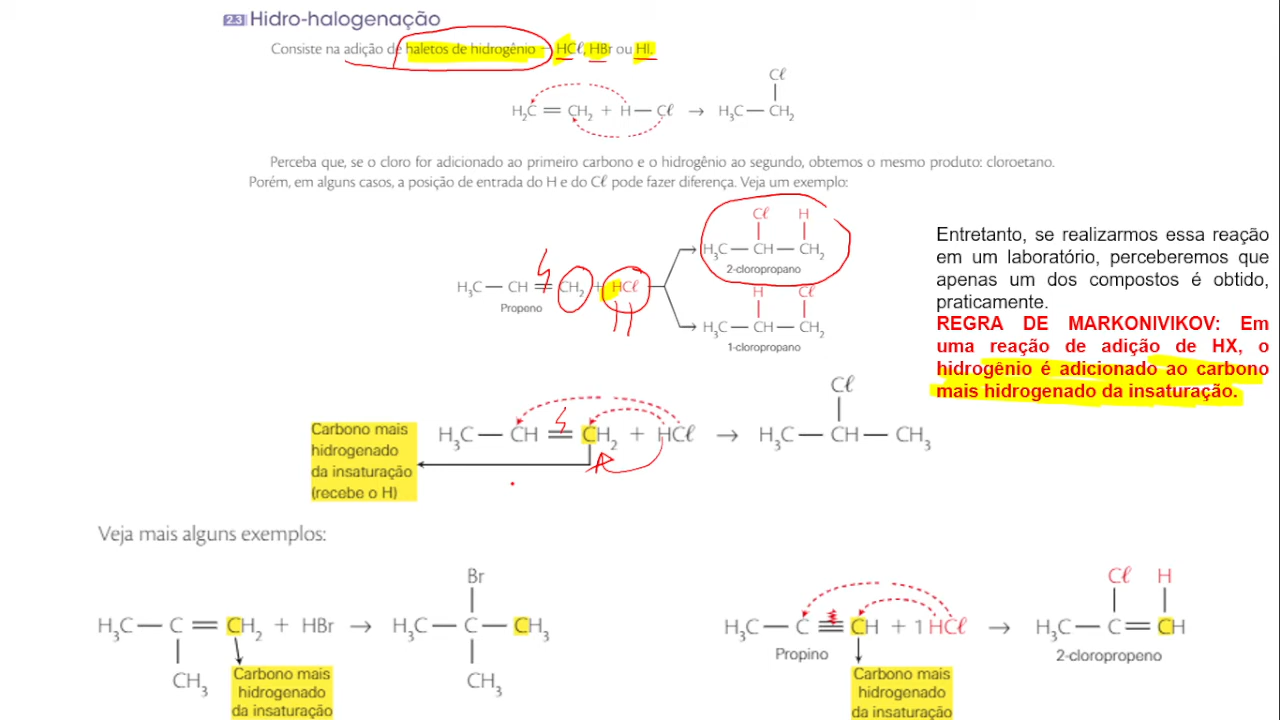 2.3 Hidro-halogenação
Consiste na adição de haletos de hidrogênio – HCℓ, HBr ou HI.
Cℓ
H₂C = CH₂ + H — Cℓ → H₃C — CH₂
Perceba que, se o cloro for adicionado ao primeiro carbono e o hidrogênio ao segundo, obtemos o mesmo produto: cloroetano.
Porém, em alguns casos, a posição de entrada do H e do Cℓ pode fazer diferença. Veja um exemplo:
Cℓ H
H₃C — CH — CH₂
2-cloropropano
H₃C — CH = CH₂ + HCℓ
Propeno
H Cℓ
H₃C — CH — CH₂
1-cloropropano
Entretanto, se realizarmos essa reação
em um laboratório, perceberemos que
apenas um dos compostos é obtido,
praticamente.
REGRA DE MARKONIVIKOV: Em
uma reação de adição de HX, o
hidrogênio é adicionado ao carbono
mais hidrogenado da insaturação.
Cℓ
H₃C — CH = CH₂ + HCℓ → H₃C — CH — CH₃
Carbono mais
hidrogenado
da insaturação
(recebe o H)
Veja mais alguns exemplos:
Br
H₃C — C = CH₂ + HBr → H₃C — C — CH₃
CH₃ CH₃
Carbono mais
hidrogenado
da insaturação
Cℓ H
H₃C — C ≡ CH + 1 HCℓ → H₃C — C = CH
Propino 2-cloropropeno
Carbono mais
hidrogenado
da insaturação